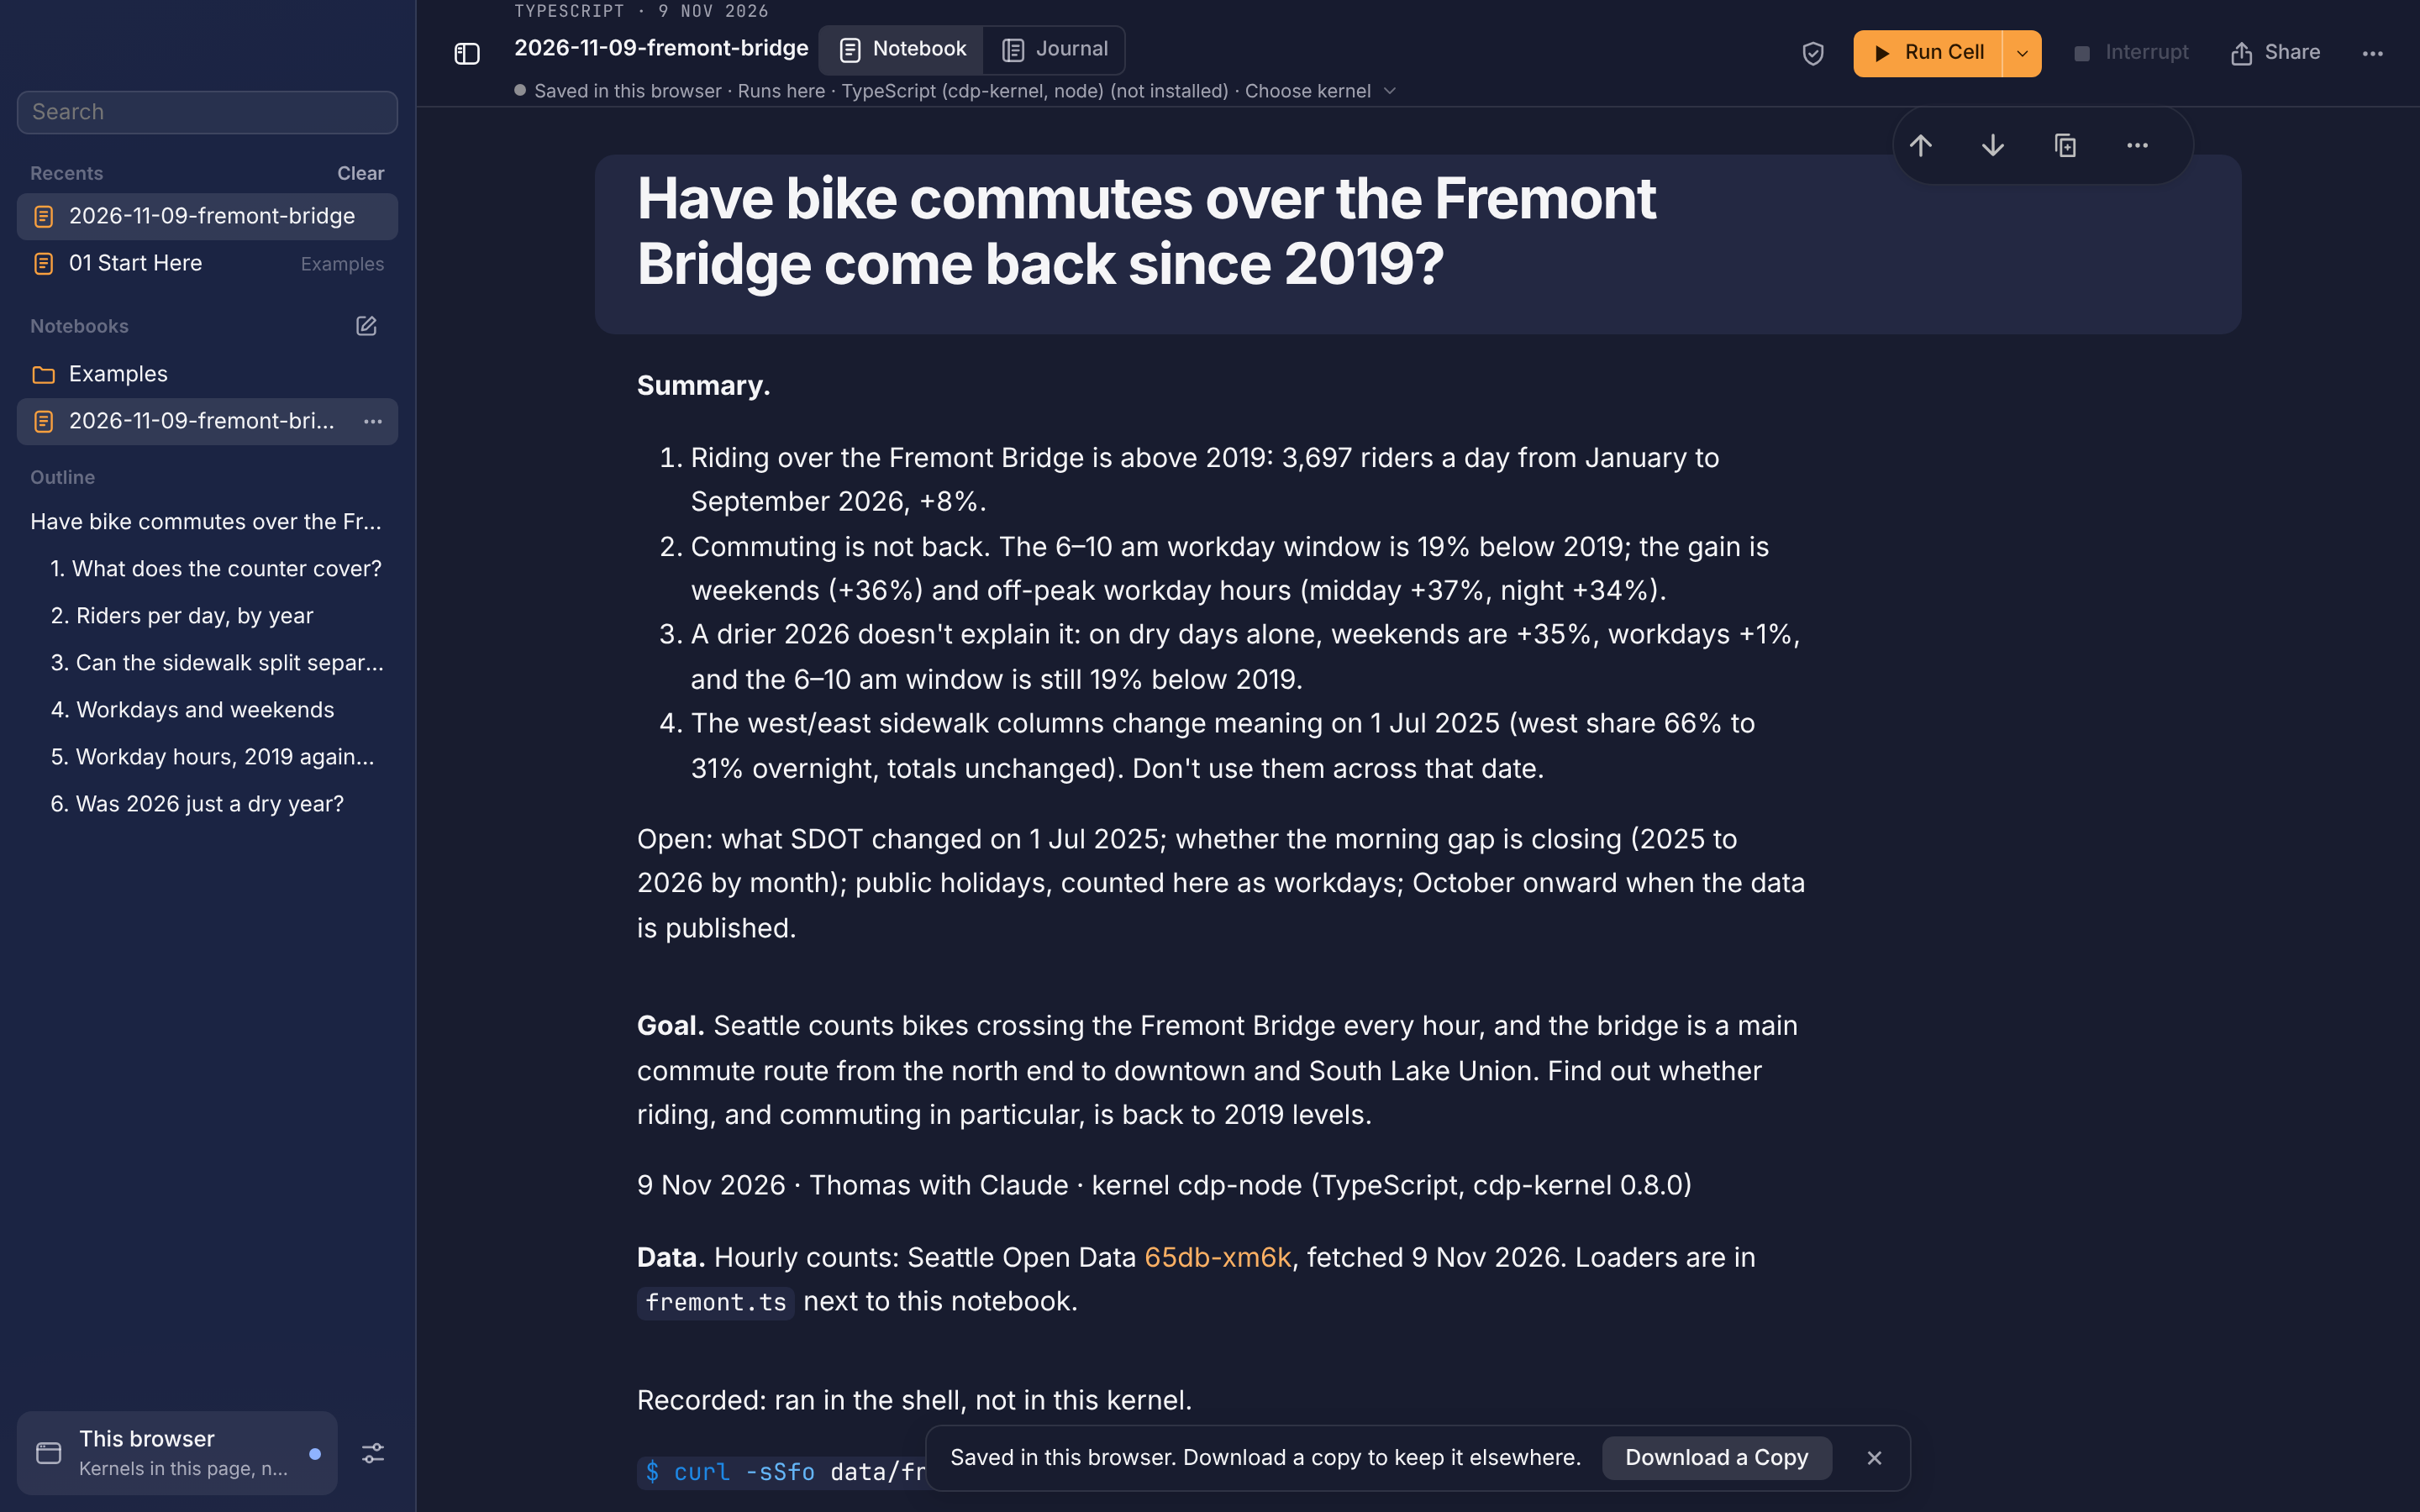 Search
Recents
Clear
2026-11-09-fremont-bridge
01 Start Here
Examples
Notebooks
Examples
2026-11-09-fremont-bri...
Outline
Have bike commutes over the Fr...
1. What does the counter cover?
2. Riders per day, by year
3. Can the sidewalk split separ...
4. Workdays and weekends
5. Workday hours, 2019 again...
6. Was 2026 just a dry year?
This browser
Kernels in this page, n...
TYPESCRIPT · 9 NOV 2026
2026-11-09-fremont-bridge
Notebook
Journal
Saved in this browser · Runs here · TypeScript (cdp-kernel, node) (not installed) · Choose kernel
Run Cell
Interrupt
Share
Have bike commutes over the Fremont
Bridge come back since 2019?
Summary.
1. Riding over the Fremont Bridge is above 2019: 3,697 riders a day from January to
September 2026, +8%.
2. Commuting is not back. The 6–10 am workday window is 19% below 2019; the gain is
weekends (+36%) and off-peak workday hours (midday +37%, night +34%).
3. A drier 2026 doesn't explain it: on dry days alone, weekends are +35%, workdays +1%,
and the 6–10 am window is still 19% below 2019.
4. The west/east sidewalk columns change meaning on 1 Jul 2025 (west share 66% to
31% overnight, totals unchanged). Don't use them across that date.
Open: what SDOT changed on 1 Jul 2025; whether the morning gap is closing (2025 to
2026 by month); public holidays, counted here as workdays; October onward when the data
is published.
Goal. Seattle counts bikes crossing the Fremont Bridge every hour, and the bridge is a main
commute route from the north end to downtown and South Lake Union. Find out whether
riding, and commuting in particular, is back to 2019 levels.
9 Nov 2026 · Thomas with Claude · kernel cdp-node (TypeScript, cdp-kernel 0.8.0)
Data. Hourly counts: Seattle Open Data 65db-xm6k, fetched 9 Nov 2026. Loaders are in
fremont.ts next to this notebook.
Recorded: ran in the shell, not in this kernel.
$ curl -sSfo data/fr
Saved in this browser. Download a copy to keep it elsewhere.
Download a Copy